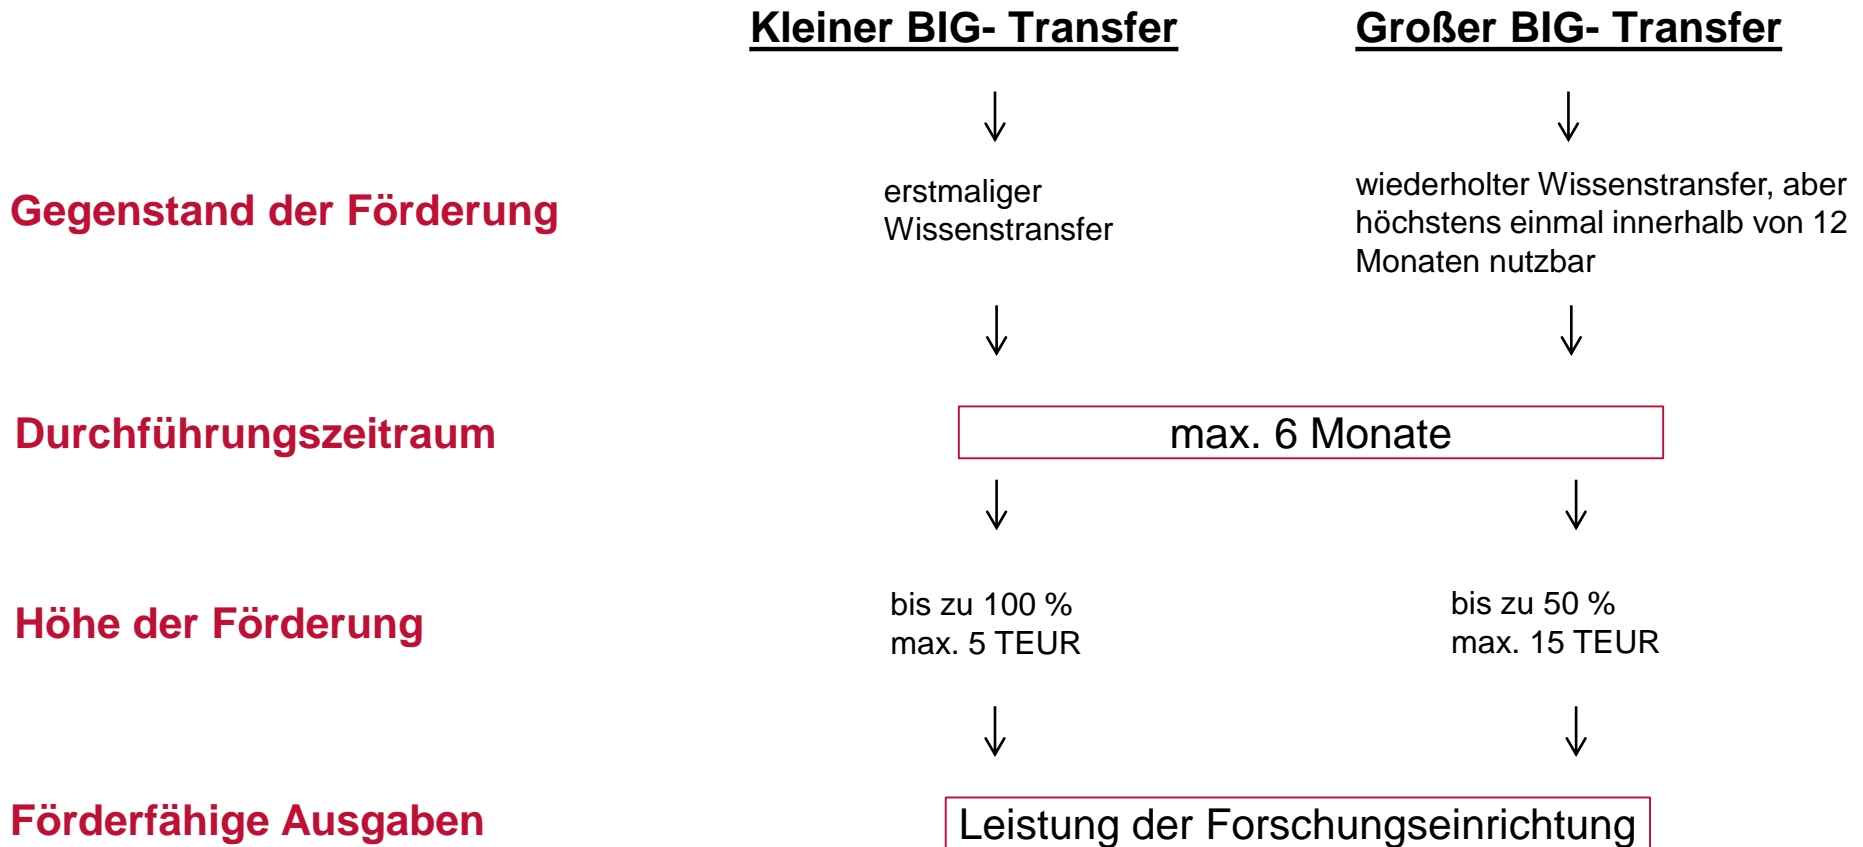 Kleiner BIG- Transfer
Großer BIG- Transfer
Gegenstand der Förderung
erstmaliger
Wissenstransfer
wiederholter Wissenstransfer, aber
höchstens einmal innerhalb von 12
Monaten nutzbar
Durchführungszeitraum
max. 6 Monate
Höhe der Förderung
bis zu 100 %
max. 5 TEUR
bis zu 50 %
max. 15 TEUR
Förderfähige Ausgaben
Leistung der Forschungseinrichtung